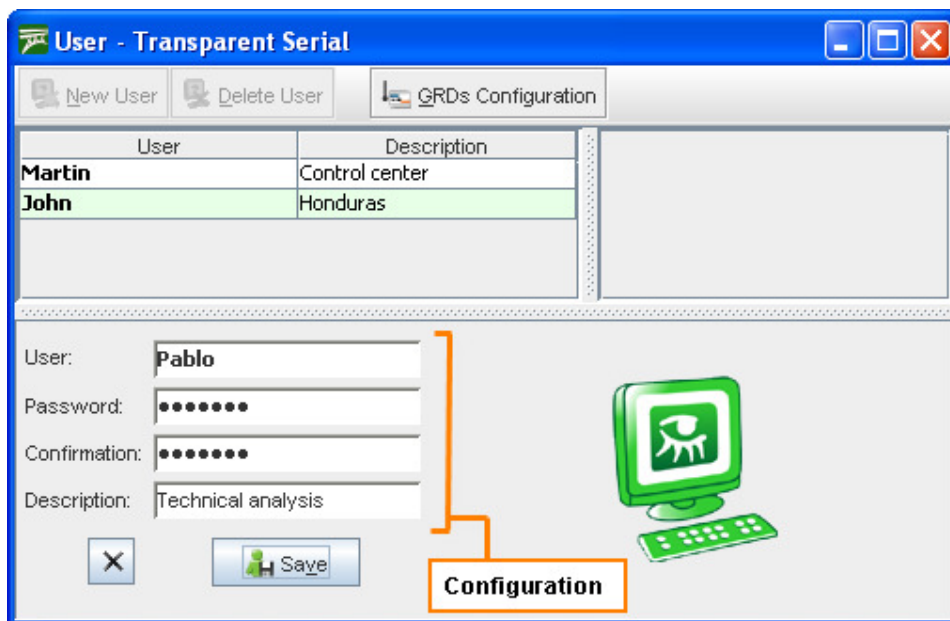 User - Transparent Serial
New User Delete User GRDs Configuration
User Description
Martin Control center
John Honduras
User: Pablo
Password: •••••••
Confirmation: •••••••
Description: Technical analysis
Save
Configuration